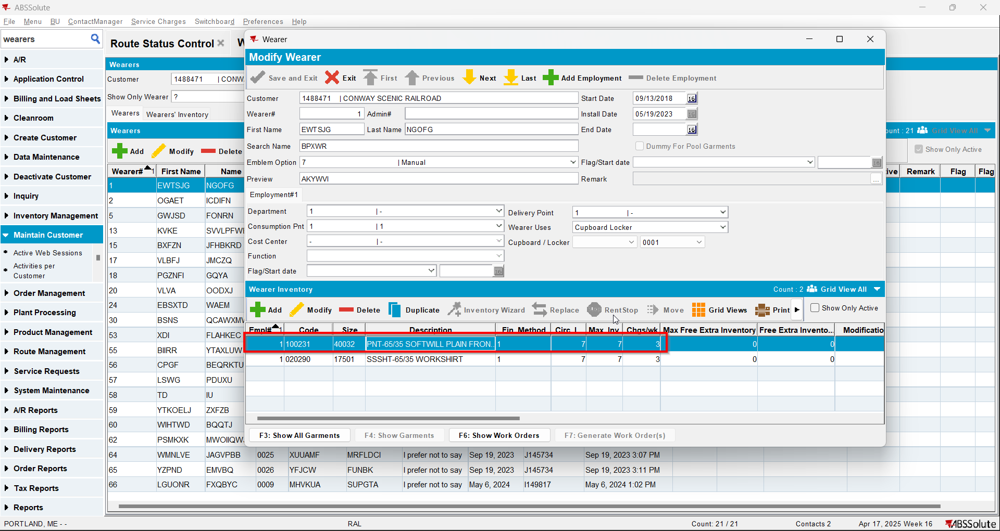 ABSSolute
File Menu BU ContactManager Service Charges Switchboard Preferences Help
wearers
Route Status Control
A/R
Application Control
Billing and Load Sheets
Cleanroom
Create Customer
Data Maintenance
Deactivate Customer
Inquiry
Inventory Management
Maintain Customer
Active Web Sessions
Activities per
Customer
Order Management
Plant Processing
Product Management
Route Management
Service Requests
System Maintenance
A/R Reports
Billing Reports
Delivery Reports
Order Reports
Tax Reports
Reports
Wearers
Customer 1488471 | CONW
Show Only Wearer ?
Wearers Wearers' Inventory
Wearers
ount : 21 Grid View All
Add Modify Delete
Show Only Active
Wearer# 1 First Name Name
ive Remark Flag Flag
1 EWTSJG NGOFG
2 OGAET ICDIFN
5 GWJSD FONRN
13 KVKE SVVLPFW
15 BXFZN JFHBKRD
17 VLBFJ JMCZQ
18 PGZNFI GQYA
20 VLVA OODXJ
24 EBSXTD WAEM
30 BSNS QCAWXM
53 XDI FLAHKEC
55 BIIRR YTAXLUW
56 CPGF BEQRKTU
57 LSWG PDUXU
58 TD IU
59 YTKOELJ ZXFZB
60 WIHTWD BQQTJ
62 PSMKXK MWOIIQW
64 WMNLVE JAGVPBB 0025 XUUAMF MRFLDCI I prefer not to say Sep 19, 2023 J145734 Sep 19, 2023 3:07 PM
65 YZPND EMVBQ 0026 YFJCW FUNBK I prefer not to say Sep 19, 2023 J145734 Sep 19, 2023 3:11 PM
66 LGUONR FXQBYC 0009 MHVKUA SUPGTA I prefer not to say May 6, 2024 I149817 May 6, 2024 1:02 PM
Wearer
Modify Wearer
Save and Exit Exit First Previous Next Last Add Employment Delete Employment
Customer 1488471 | CONWAY SCENIC RAILROAD Start Date 09/13/2018 16
Wearer# 1 Admin# Install Date 05/19/2023 16
First Name EWTSJG Last Name NGOFG End Date 16
Search Name BPXWR Dummy For Pool Garments
Emblem Option 7 | Manual Flag/Start date 16
Preview AKYWVI Remark ...
Employment#1
Department 1 | - Delivery Point 1 | -
Consumption Pnt 1 | 1 Wearer Uses Cupboard Locker
Cost Center - | - Cupboard / Locker 0001
Function
Flag/Start date 16
Wearer Inventory Count : 2 Grid View All
Add Modify Delete Duplicate Inventory Wizard Replace RentStop Move Grid Views Print Show Only Active
Empl# 1 Code Size Description Fin. Method Circ. I... Max. Inv. Chgs/wk Max Free Extra Inventory Free Extra Invento... Modificatio
1 100231 40032 PNT-65/35 SOFTWILL PLAIN FRON... 1 7 7 3 0 0
1 020290 17501 SSSHT-65/35 WORKSHIRT 1 7 7 3 0 0
F3: Show All Garments F4: Show Garments F6: Show Work Orders F7: Generate Work Order(s)
PORTLAND, ME - - RAL Count: 21 / 21 Contacts 2 Apr 17, 2025 Week 16 ABSSolute